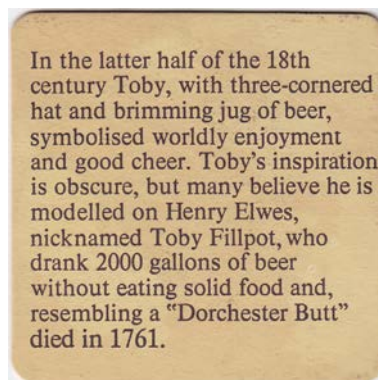 In the latter half of the 18th
century Toby, with three-cornered
hat and brimming jug of beer,
symbolised worldly enjoyment
and good cheer. Toby's inspiration
is obscure, but many believe he is
modelled on Henry Elwes,
nicknamed Toby Fillpot, who
drank 2000 gallons of beer
without eating solid food and,
resembling a “Dorchester Butt”
died in 1761.